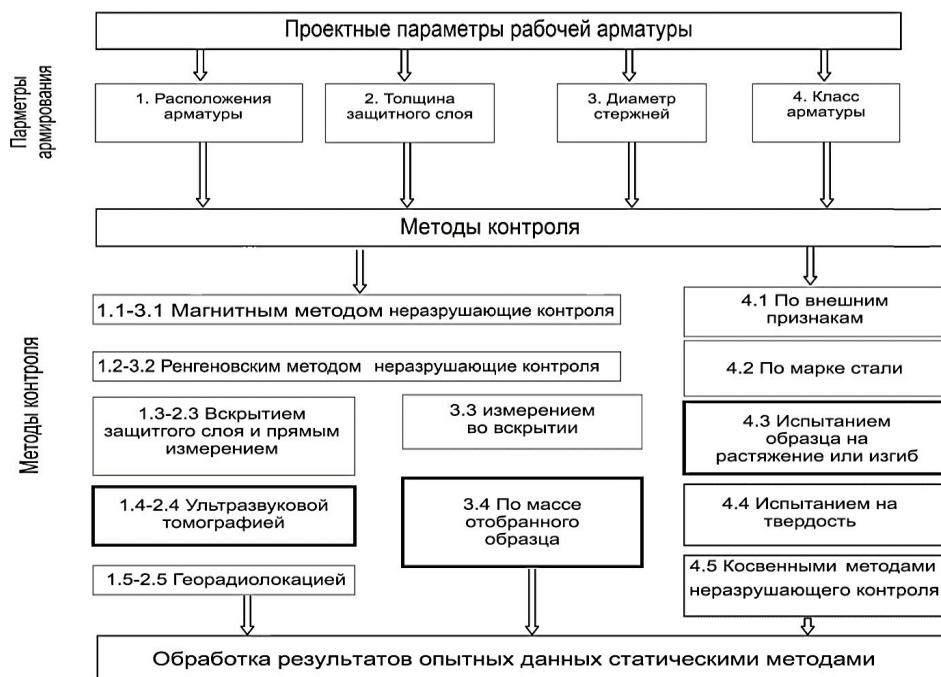 Проектные параметры рабочей арматуры
Парметры
армирования
1. Расположения
арматуры
2. Толщина
защитного слоя
3. Диаметр
стержней
4. Класс
арматуры
Методы контроля
Методы контроля
1.1-3.1 Магнитным методом неразрушающие контроля
1.2-3.2 Ренгеновским методом неразрушающие контроля
1.3-2.3 Вскрытием
защитго слоя и прямым
измерением
3.3 измерением
во вскрытии
1.4-2.4 Ультразвуковой
томографией
3.4 По массе
отобранного
образца
1.5-2.5 Георадиолокацией
4.1 По внешним
признакам
4.2 По марке стали
4.3 Испытанием
образца на
растяжение или изгиб
4.4 Испытанием на
твердость
4.5 Косвенными методами
неразрушающего контроля
Обработка результатов опытных данных статическими методами